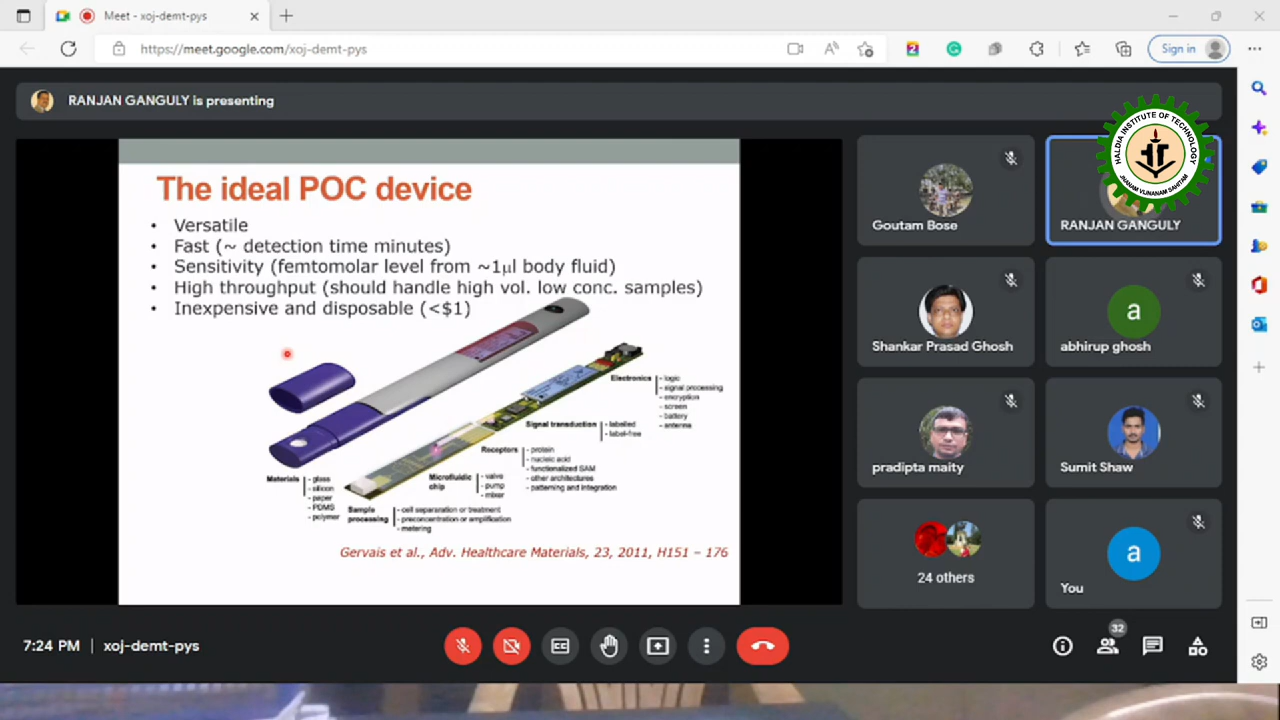 Meet - xoj-demt-pys
https://meet.google.com/xoj-demt-pys
Sign in
RANJAN GANGULY is presenting
The ideal POC device
• Versatile
• Fast (~ detection time minutes)
• Sensitivity (femtomolar level from ~1µl body fluid)
• High throughput (should handle high vol. low conc. samples)
• Inexpensive and disposable (<$1)
Electronics
- logic
- signal processing
- encryption
- screen
- battery
- antenna
Signal transduction
- labelled
- label-free
Receptors
- protein
- nucleic acid
- functionalized SAM
- other architectures
- patterning and integration
Microfluidic chip
- valve
- pump
- mixer
Materials
- glass
- silicon
- paper
- PDMS
- polymer
Sample processing
- cell separation or treatment
- preconcentration or amplification
- metering
Gervais et al., Adv. Healthcare Materials, 23, 2011, H151 – 176
Goutam Bose
RANJAN GANGULY
HALDIA INSTITUTE OF TECHNOLOGY
Shankar Prasad Ghosh
a
abhirup ghosh
pradipta maity
Sumit Shaw
24 others
a
You
7:24 PM | xoj-demt-pys
32